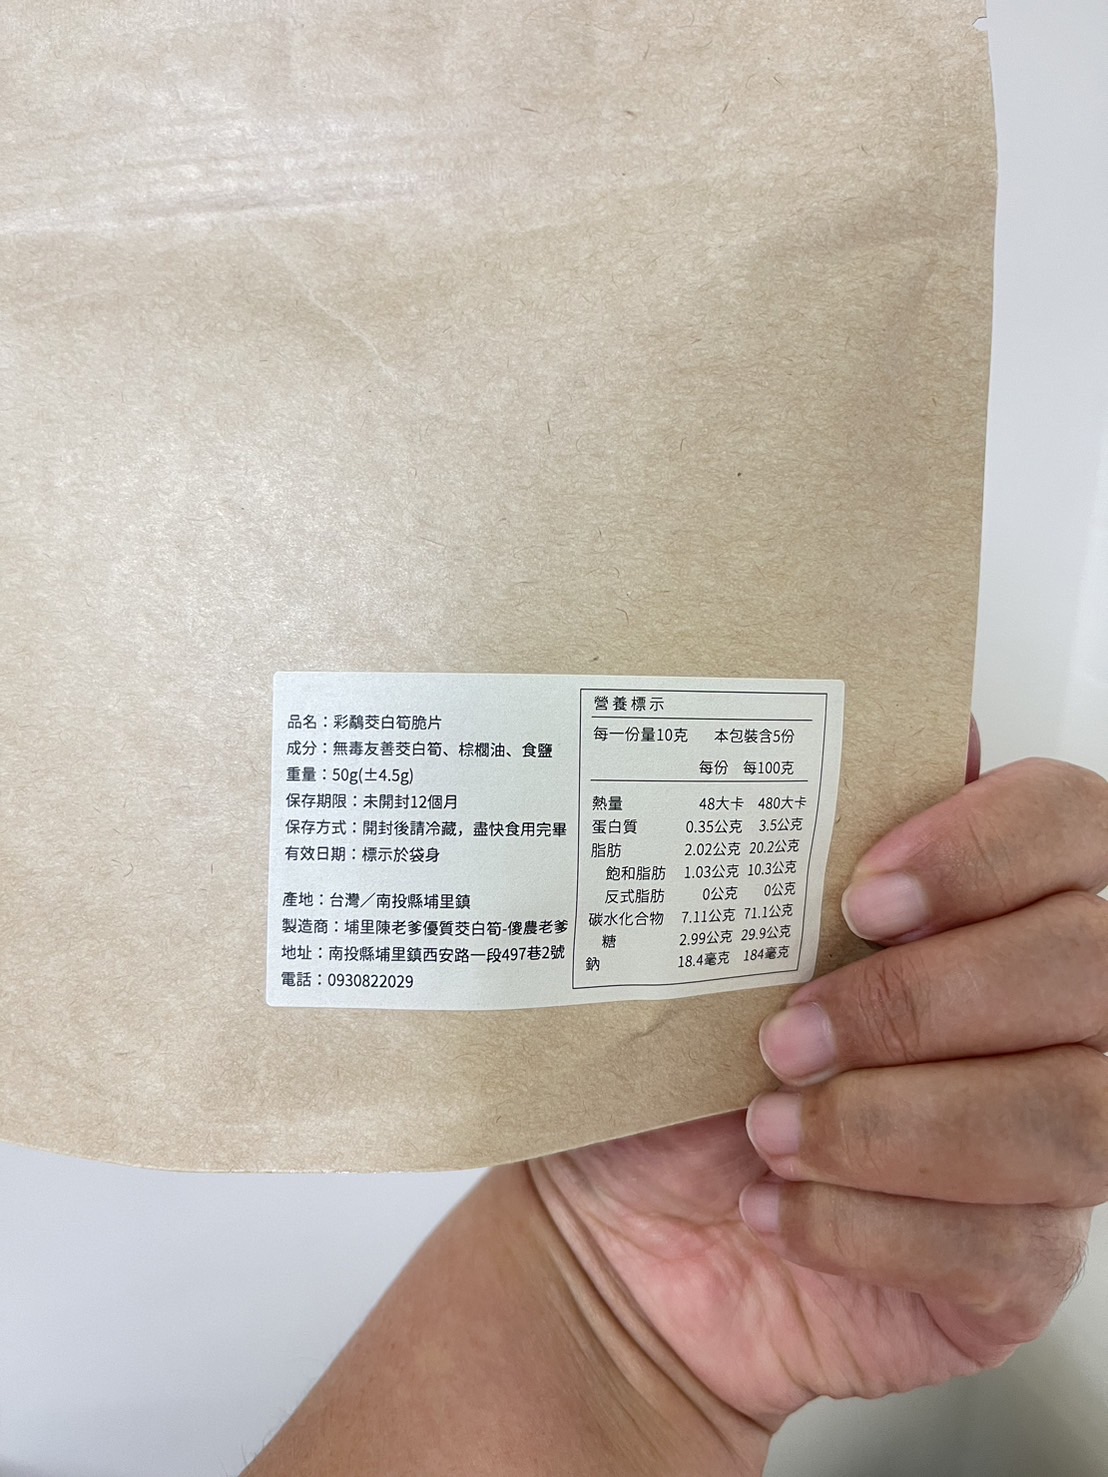 品名：彩鷸茭白筍脆片
成分：無毒友善茭白筍、棕櫚油、食鹽
重量：50g(±4.5g)
保存期限：未開封12個月
保存方式：開封後請冷藏，盡快食用完畢
有效日期：標示於袋身
產地：台灣／南投縣埔里鎮
製造商：埔里陳老爹優質茭白筍-傻農老爹
地址：南投縣埔里鎮西安路一段497巷2號
電話：0930822029
營養標示
每一份量10克 本包裝含5份
每份 每100克
熱量 48大卡 480大卡
蛋白質 0.35公克 3.5公克
脂肪 2.02公克 20.2公克
飽和脂肪 1.03公克 10.3公克
反式脂肪 0公克 0公克
碳水化合物 7.11公克 71.1公克
糖 2.99公克 29.9公克
鈉 18.4毫克 184毫克